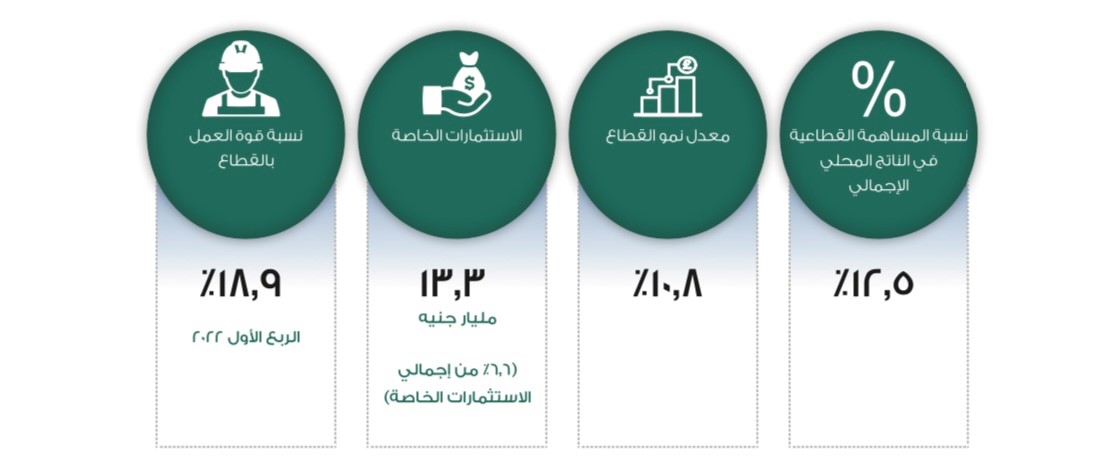 %
نسبة المساهمة القطاعية
في الناتج المحلي
الإجمالي
٪١٢,٥
معدل نمو القطاع
٪١٠,٨
$
الاستثمارات الخاصة
١٣,٣
مليار جنيه
(٦,٦٪ من إجمالي
الاستثمارات الخاصة)
نسبة قوة العمل
بالقطاع
٪١٨,٩
الربع الأول ٢٠٢٢